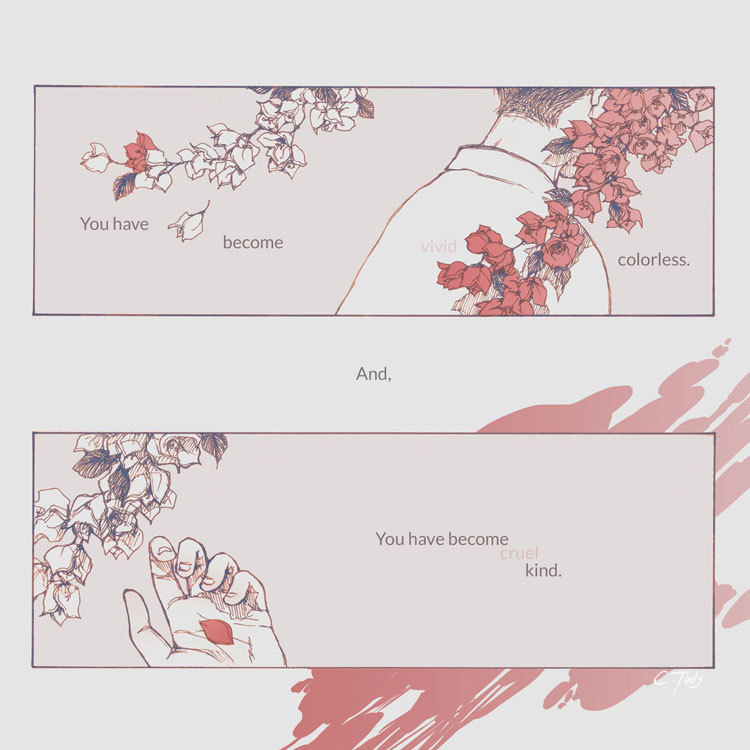 You have
become
vivid
colorless.
And,
You have become
cruel
kind.
C.Tedy